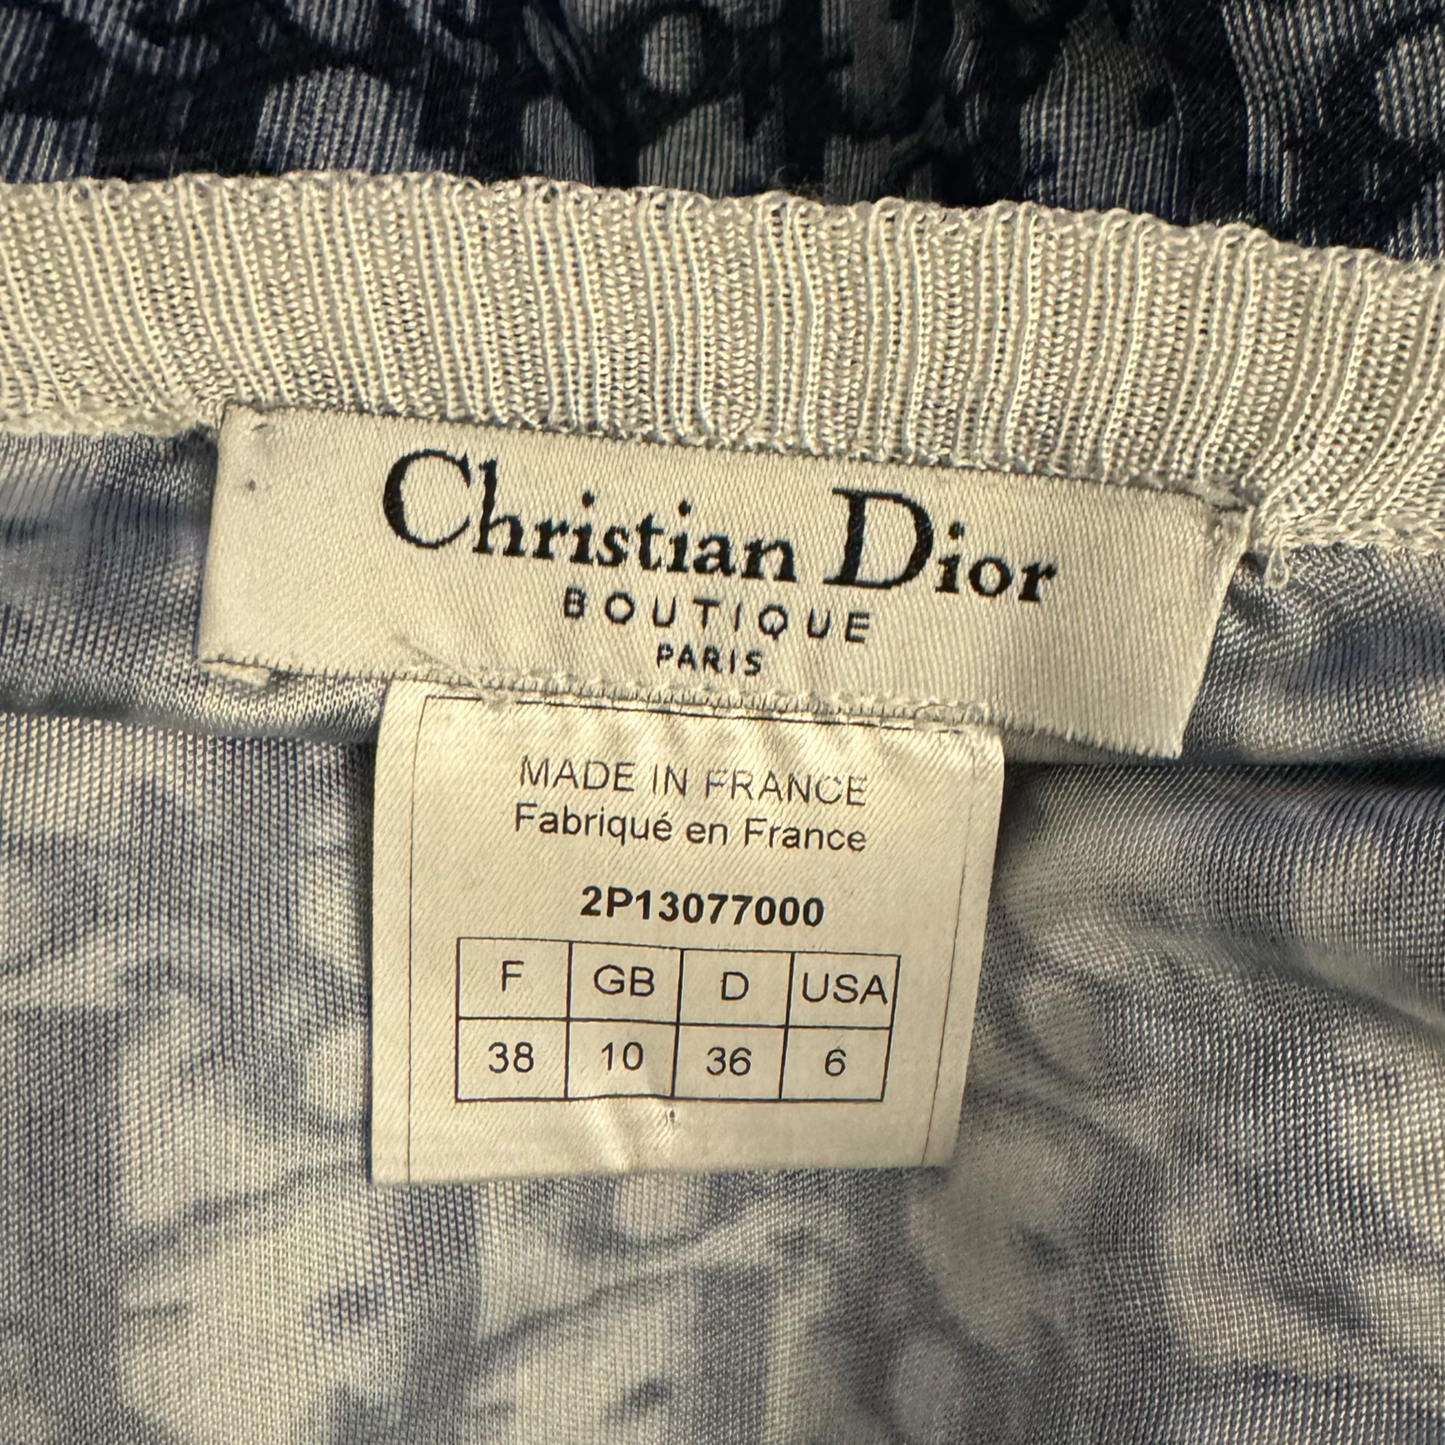 Christian Dior
BOUTIQUE
PARIS
MADE IN FRANCE
Fabriqué en France
2P13077000
F GB D USA
38 10 36 6